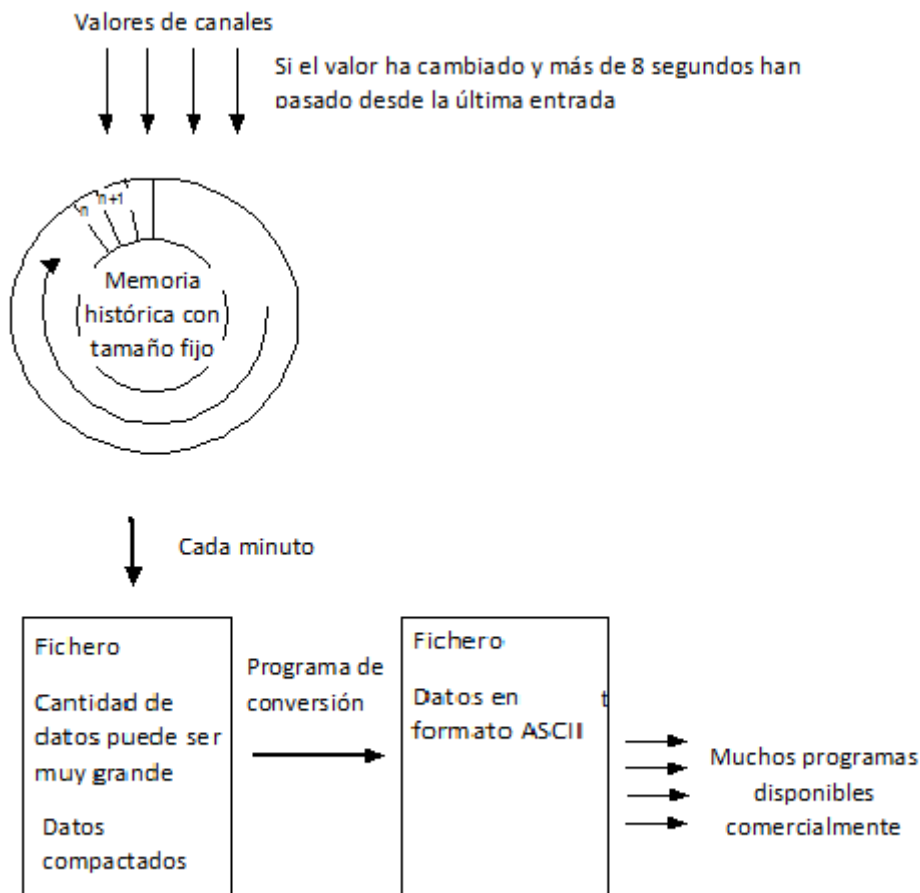 Valores de canales
Si el valor ha cambiado y más de 8 segundos han
pasado desde la última entrada
n
n+1
Memoria
histórica con
tamaño fijo
Cada minuto
Fichero
Cantidad de
datos puede ser
muy grande
Datos
compactados
Programa de
conversión
Fichero
Datos en t
formato ASCII
Muchos programas
disponibles
comercialmente